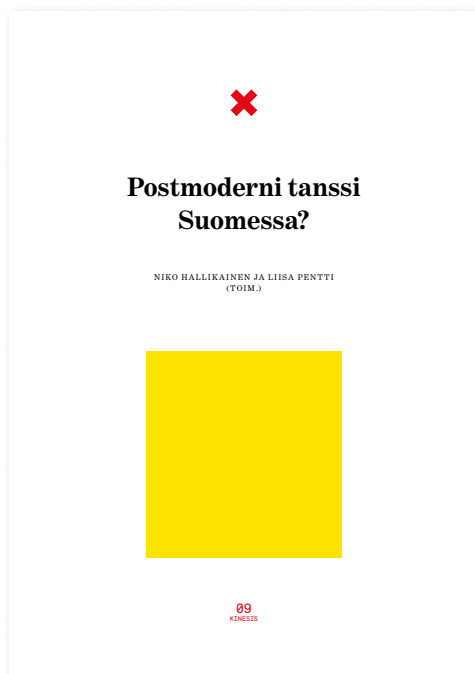 Postmoderni tanssi
Suomessa?
NIKO HALLIKAINEN JA LIISA PENTTI
(TOIM.)
09
KINESIS